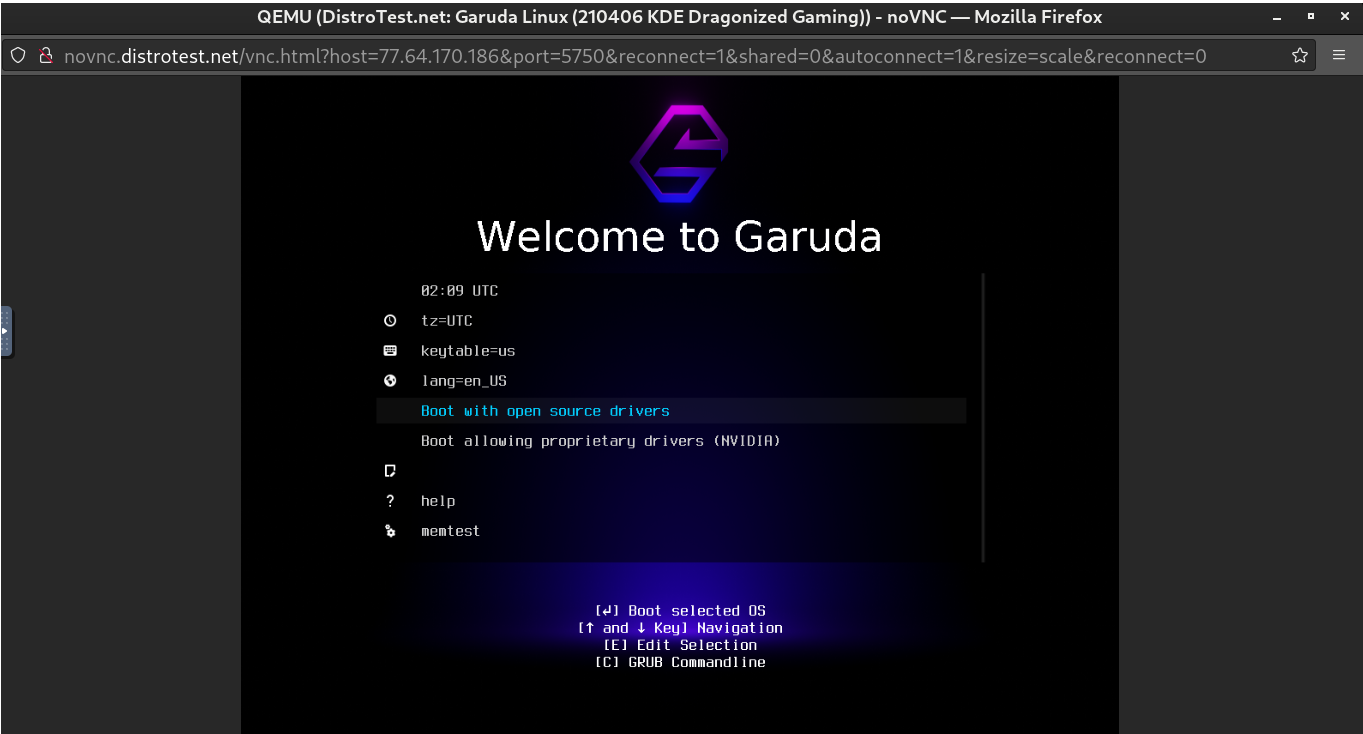 QEMU (DistroTest.net: Garuda Linux (210406 KDE Dragonized Gaming)) - noVNC — Mozilla Firefox
novnc.distrotest.net/vnc.html?host=77.64.170.186&port=5750&reconnect=1&shared=0&autoconnect=1&resize=scale&reconnect=0
Welcome to Garuda
02:09 UTC
tz=UTC
keytable=us
lang=en_US
Boot with open source drivers
Boot allowing proprietary drivers (NVIDIA)
? help
memtest
[↲] Boot selected OS
[↑ and ↓ Key] Navigation
[E] Edit Selection
[C] GRUB Commandline